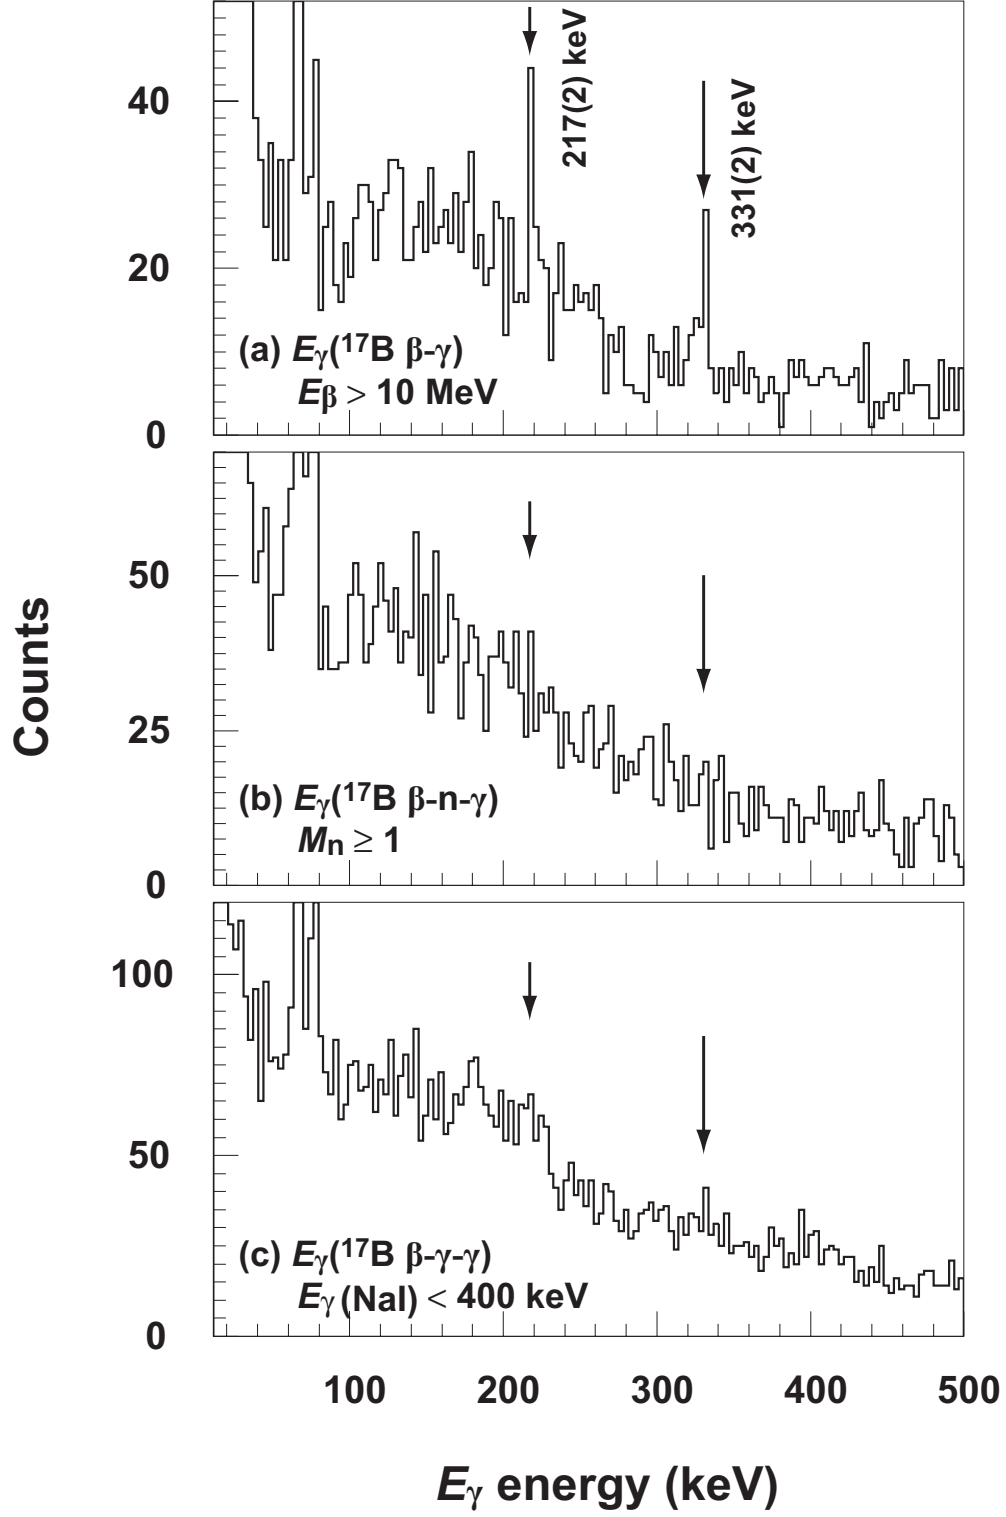 40
20
0
217(2) keV
331(2) keV
(a) Eγ(¹⁷B β-γ)
Eβ > 10 MeV
50
25
0
(b) Eγ(¹⁷B β-n-γ)
Mn ≥ 1
100
50
0
(c) Eγ(¹⁷B β-γ-γ)
Eγ (NaI) < 400 keV
Counts
100 200 300 400 500
Eγ energy (keV)